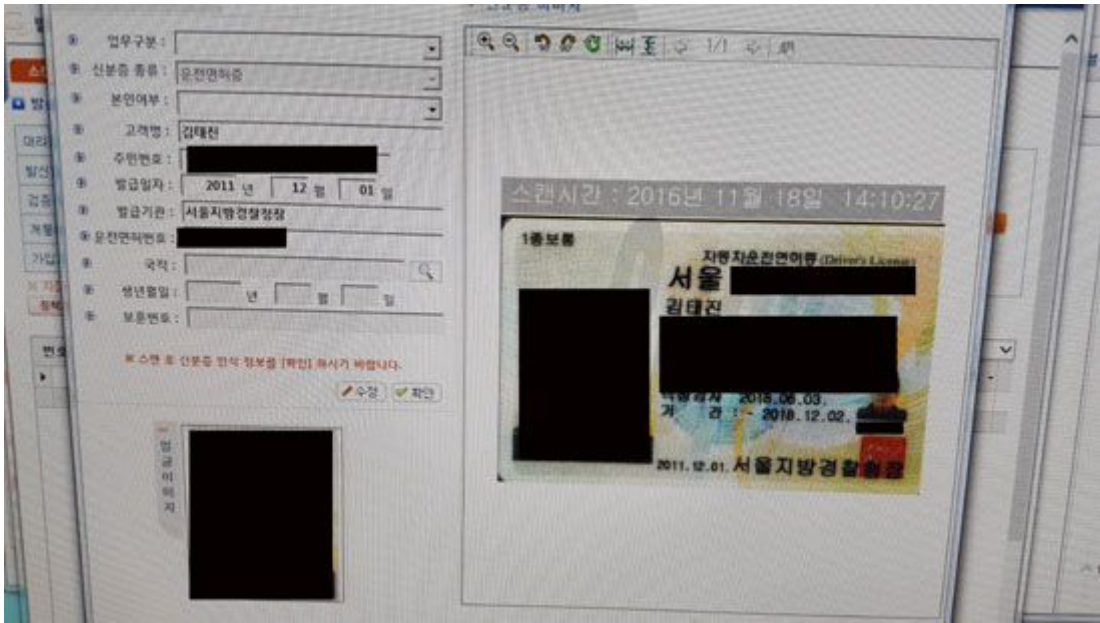 업무구분 :
신분증 종류 : 운전면허증
본인여부 :
고객명 : 김태진
주민번호 :
발급일자 : 2011 년 12 월 01 일
발급기관 : 서울지방경찰청장
운전면허번호 :
국적 :
생년월일 : 년 월 일
보훈번호 :
※ 스캔 후 신분증 인식 정보를 [확인] 하시기 바랍니다.
수정 확인
얼굴이미지
1/1
스캔시간 : 2016년 11월 18일 14:10:27
1종보통
자동차운전면허증 (Driver's License)
서울
김태진
2018.06.03.
기 간 : ~ 2018.12.02.
2011.12.01. 서울지방경찰청장
번호